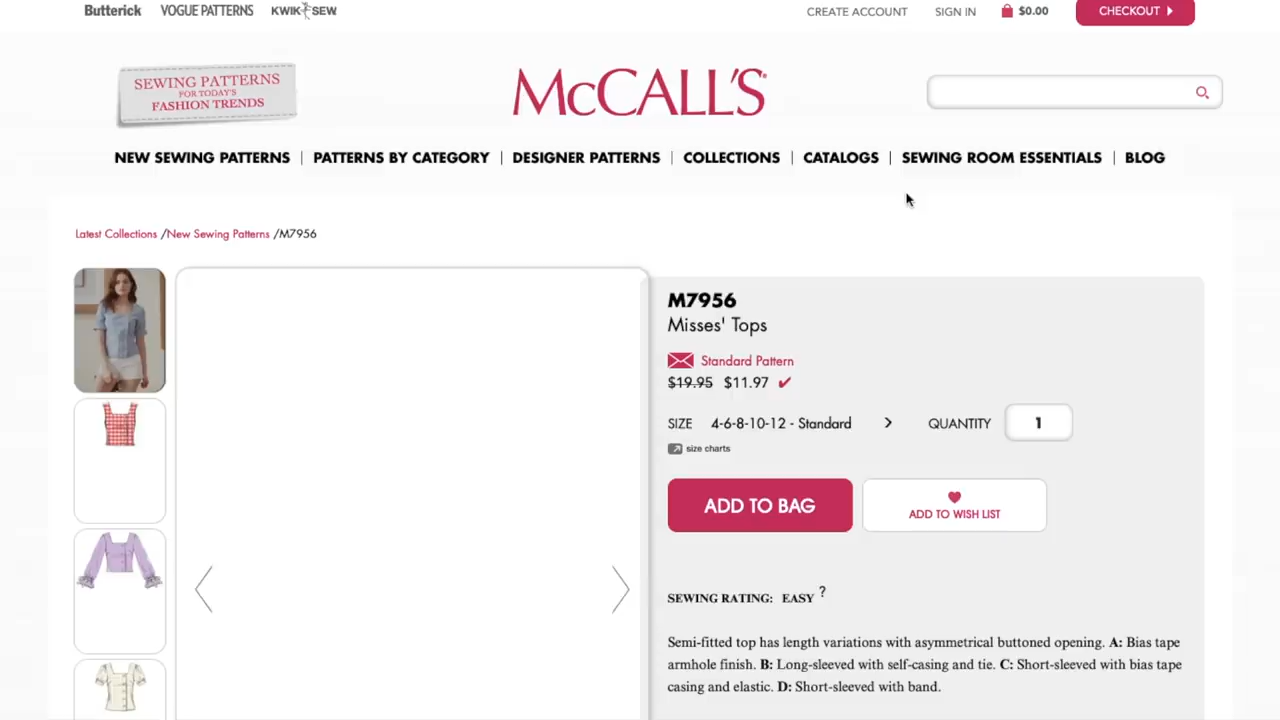 Butterick VOGUE PATTERNS KWIK SEW CREATE ACCOUNT SIGN IN $0.00 CHECKOUT
SEWING PATTERNS
FOR TODAY'S
FASHION TRENDS
McCALL'S
NEW SEWING PATTERNS | PATTERNS BY CATEGORY | DESIGNER PATTERNS | COLLECTIONS | CATALOGS | SEWING ROOM ESSENTIALS | BLOG
Latest Collections /New Sewing Patterns /M7956
M7956
Misses' Tops
Standard Pattern
$19.95 $11.97 ✔
SIZE 4-6-8-10-12 - Standard > QUANTITY 1
size charts
ADD TO BAG
ADD TO WISH LIST
SEWING RATING: EASY ?
Semi-fitted top has length variations with asymmetrical buttoned opening. A: Bias tape
armhole finish. B: Long-sleeved with self-casing and tie. C: Short-sleeved with bias tape
casing and elastic. D: Short-sleeved with band.